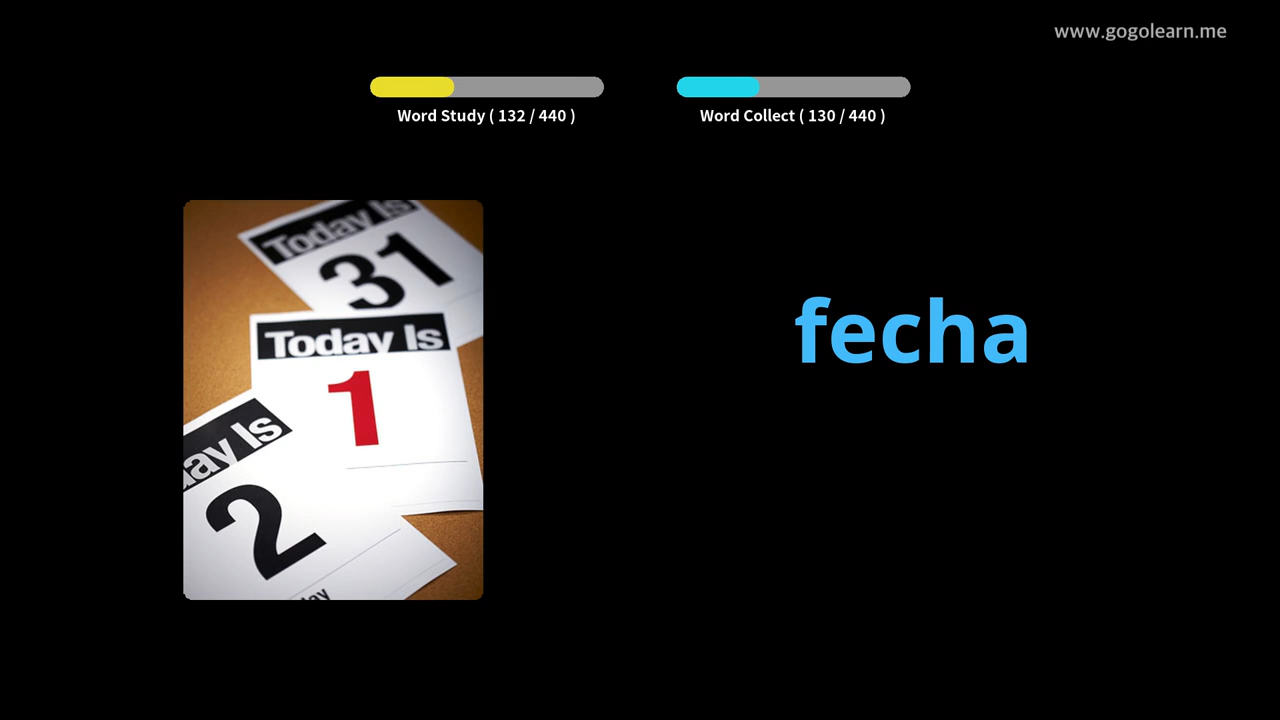 www.gogolearn.me
Word Study ( 132 / 440 )
Word Collect ( 130 / 440 )
Today Is
31
Today Is
1
ay Is
2
fecha